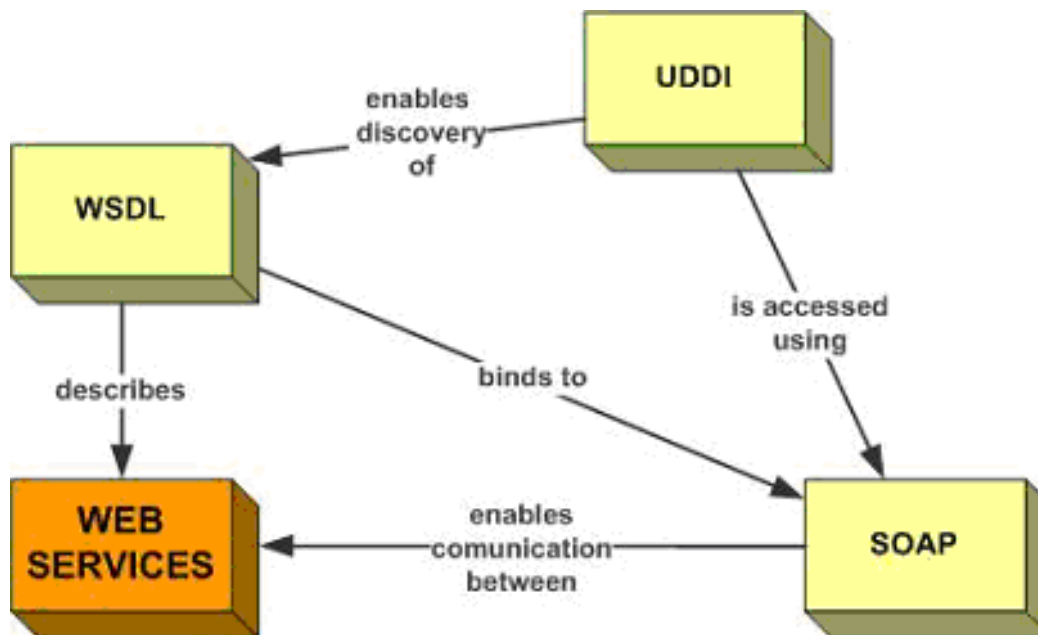 UDDI
enables
discovery
of
WSDL
is accessed
using
binds to
describes
WEB
SERVICES
enables
comunication
between
SOAP